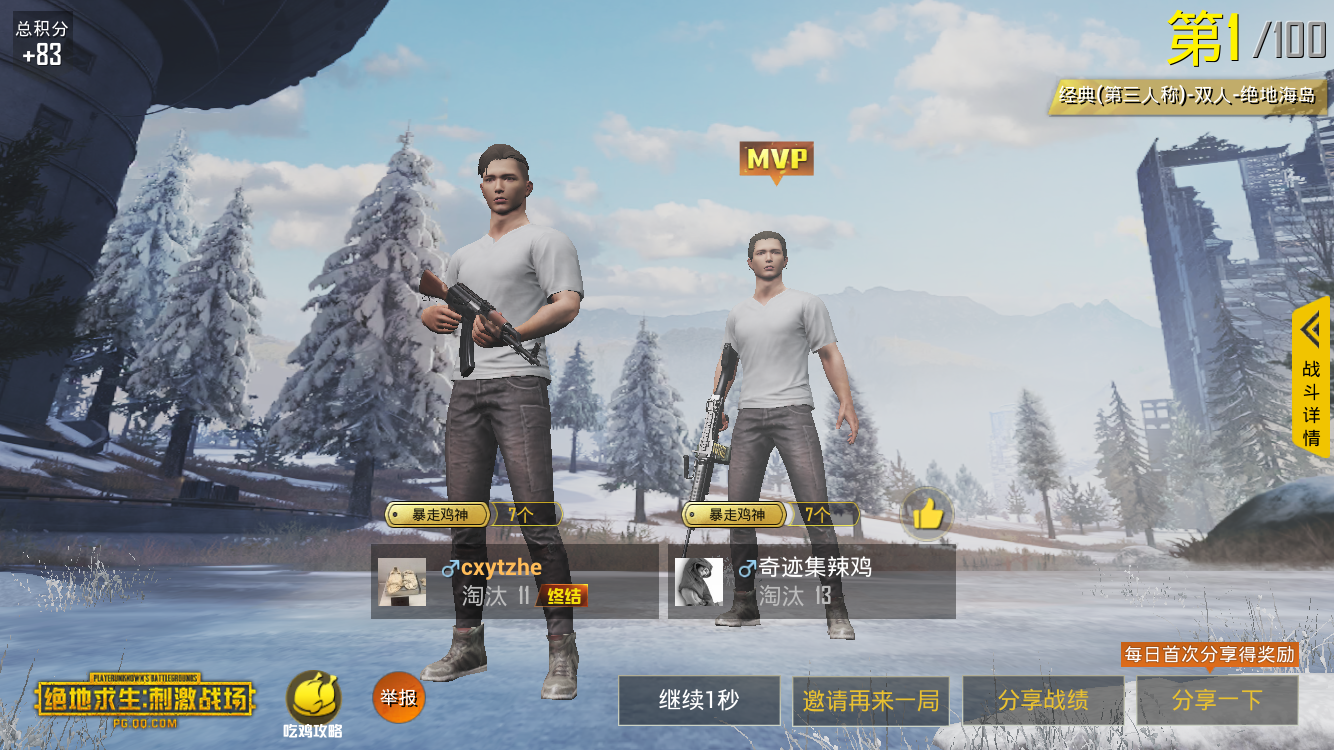 总积分
+83
第1/100
经典(第三人称)-双人-绝地海岛
MVP
战斗详情
暴走鸡神 7个
暴走鸡神 7个
♂cxytzhe
淘汰 11 终结
♂奇迹集辣鸡
淘汰 13
每日首次分享得奖励
PLAYERUNKNOWN'S BATTLEGROUNDS
绝地求生:刺激战场
PG.QQ.COM
吃鸡攻略
举报
继续1秒
邀请再来一局
分享战绩
分享一下